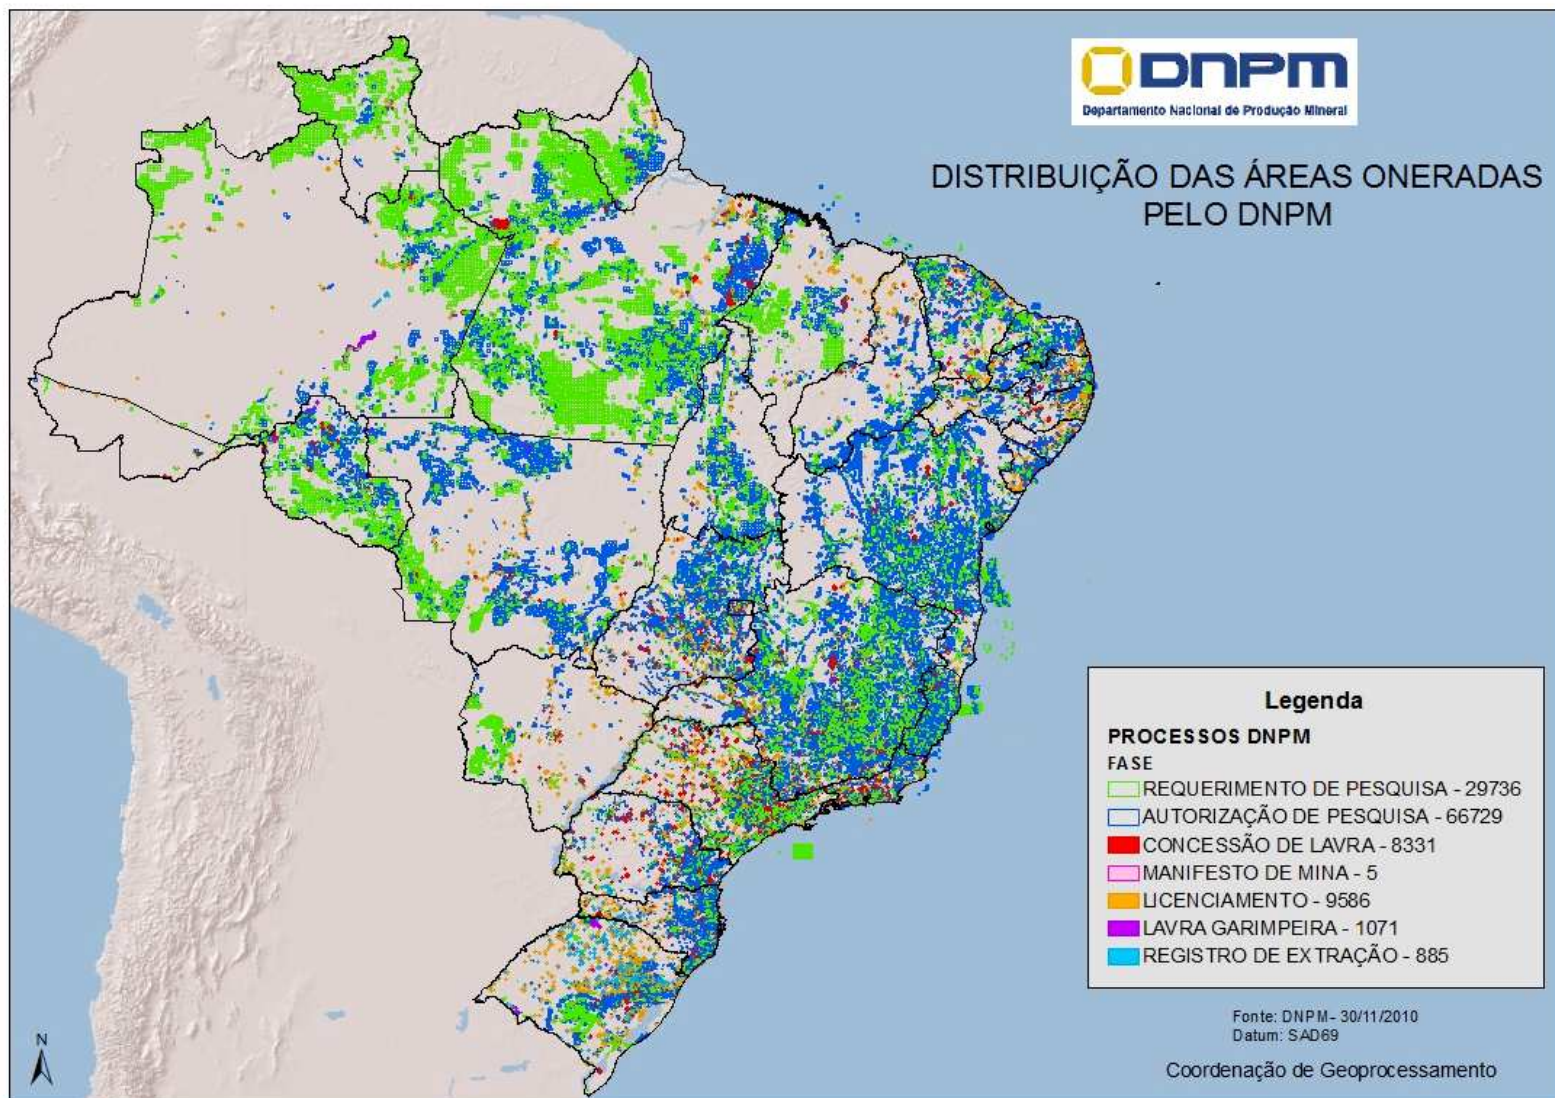 DNPM
Departamento Nacional de Produção Mineral
DISTRIBUIÇÃO DAS ÁREAS ONERADAS
PELO DNPM
Legenda
PROCESSOS DNPM
FASE
REQUERIMENTO DE PESQUISA - 29736
AUTORIZAÇÃO DE PESQUISA - 66729
CONCESSÃO DE LAVRA - 8331
MANIFESTO DE MINA - 5
LICENCIAMENTO - 9586
LAVRA GARIMPEIRA - 1071
REGISTRO DE EXTRAÇÃO - 885
Fonte: DNPM - 30/11/2010
Datum: SAD69
Coordenação de Geoprocessamento
N